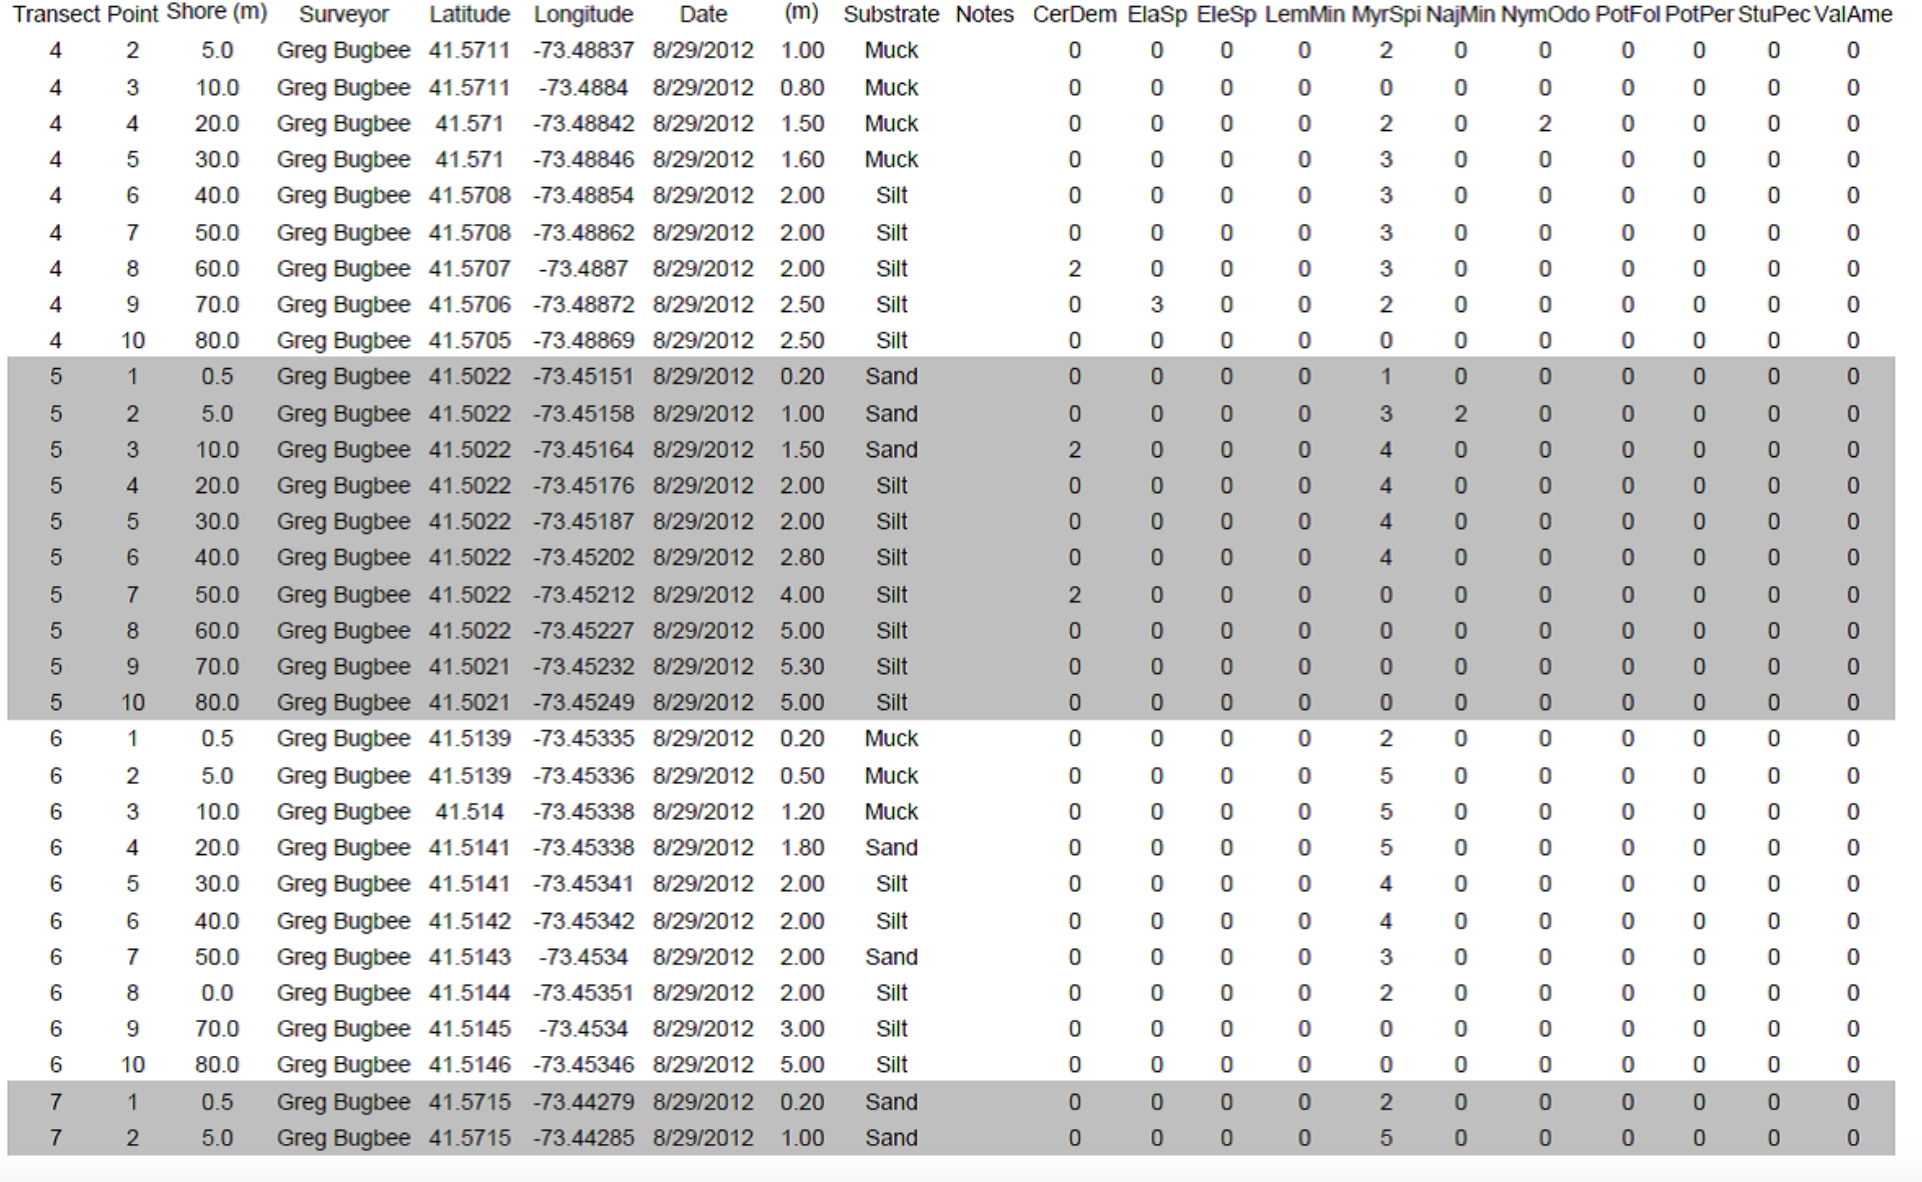 Transect Point Shore (m) Surveyor Latitude Longitude Date (m) Substrate Notes CerDem ElaSp EleSp LemMin MyrSpi NajMin NymOdo PotFol PotPer StuPec ValAme
4 2 5.0 Greg Bugbee 41.5711 -73.48837 8/29/2012 1.00 Muck 0 0 0 0 2 0 0 0 0 0 0
4 3 10.0 Greg Bugbee 41.5711 -73.4884 8/29/2012 0.80 Muck 0 0 0 0 0 0 0 0 0 0 0
4 4 20.0 Greg Bugbee 41.571 -73.48842 8/29/2012 1.50 Muck 0 0 0 0 2 0 2 0 0 0 0
4 5 30.0 Greg Bugbee 41.571 -73.48846 8/29/2012 1.60 Muck 0 0 0 0 3 0 0 0 0 0 0
4 6 40.0 Greg Bugbee 41.5708 -73.48854 8/29/2012 2.00 Silt 0 0 0 0 3 0 0 0 0 0 0
4 7 50.0 Greg Bugbee 41.5708 -73.48862 8/29/2012 2.00 Silt 0 0 0 0 3 0 0 0 0 0 0
4 8 60.0 Greg Bugbee 41.5707 -73.4887 8/29/2012 2.00 Silt 2 0 0 0 3 0 0 0 0 0 0
4 9 70.0 Greg Bugbee 41.5706 -73.48872 8/29/2012 2.50 Silt 0 3 0 0 2 0 0 0 0 0 0
4 10 80.0 Greg Bugbee 41.5705 -73.48869 8/29/2012 2.50 Silt 0 0 0 0 0 0 0 0 0 0 0
5 1 0.5 Greg Bugbee 41.5022 -73.45151 8/29/2012 0.20 Sand 0 0 0 0 1 0 0 0 0 0 0
5 2 5.0 Greg Bugbee 41.5022 -73.45158 8/29/2012 1.00 Sand 0 0 0 0 3 2 0 0 0 0 0
5 3 10.0 Greg Bugbee 41.5022 -73.45164 8/29/2012 1.50 Sand 2 0 0 0 4 0 0 0 0 0 0
5 4 20.0 Greg Bugbee 41.5022 -73.45176 8/29/2012 2.00 Silt 0 0 0 0 4 0 0 0 0 0 0
5 5 30.0 Greg Bugbee 41.5022 -73.45187 8/29/2012 2.00 Silt 0 0 0 0 4 0 0 0 0 0 0
5 6 40.0 Greg Bugbee 41.5022 -73.45202 8/29/2012 2.80 Silt 0 0 0 0 4 0 0 0 0 0 0
5 7 50.0 Greg Bugbee 41.5022 -73.45212 8/29/2012 4.00 Silt 2 0 0 0 0 0 0 0 0 0 0
5 8 60.0 Greg Bugbee 41.5022 -73.45227 8/29/2012 5.00 Silt 0 0 0 0 0 0 0 0 0 0 0
5 9 70.0 Greg Bugbee 41.5021 -73.45232 8/29/2012 5.30 Silt 0 0 0 0 0 0 0 0 0 0 0
5 10 80.0 Greg Bugbee 41.5021 -73.45249 8/29/2012 5.00 Silt 0 0 0 0 0 0 0 0 0 0 0
6 1 0.5 Greg Bugbee 41.5139 -73.45335 8/29/2012 0.20 Muck 0 0 0 0 2 0 0 0 0 0 0
6 2 5.0 Greg Bugbee 41.5139 -73.45336 8/29/2012 0.50 Muck 0 0 0 0 5 0 0 0 0 0 0
6 3 10.0 Greg Bugbee 41.514 -73.45338 8/29/2012 1.20 Muck 0 0 0 0 5 0 0 0 0 0 0
6 4 20.0 Greg Bugbee 41.5141 -73.45338 8/29/2012 1.80 Sand 0 0 0 0 5 0 0 0 0 0 0
6 5 30.0 Greg Bugbee 41.5141 -73.45341 8/29/2012 2.00 Silt 0 0 0 0 4 0 0 0 0 0 0
6 6 40.0 Greg Bugbee 41.5142 -73.45342 8/29/2012 2.00 Silt 0 0 0 0 4 0 0 0 0 0 0
6 7 50.0 Greg Bugbee 41.5143 -73.4534 8/29/2012 2.00 Sand 0 0 0 0 3 0 0 0 0 0 0
6 8 0.0 Greg Bugbee 41.5144 -73.45351 8/29/2012 2.00 Silt 0 0 0 0 2 0 0 0 0 0 0
6 9 70.0 Greg Bugbee 41.5145 -73.4534 8/29/2012 3.00 Silt 0 0 0 0 0 0 0 0 0 0 0
6 10 80.0 Greg Bugbee 41.5146 -73.45346 8/29/2012 5.00 Silt 0 0 0 0 0 0 0 0 0 0 0
7 1 0.5 Greg Bugbee 41.5715 -73.44279 8/29/2012 0.20 Sand 0 0 0 0 2 0 0 0 0 0 0
7 2 5.0 Greg Bugbee 41.5715 -73.44285 8/29/2012 1.00 Sand 0 0 0 0 5 0 0 0 0 0 0